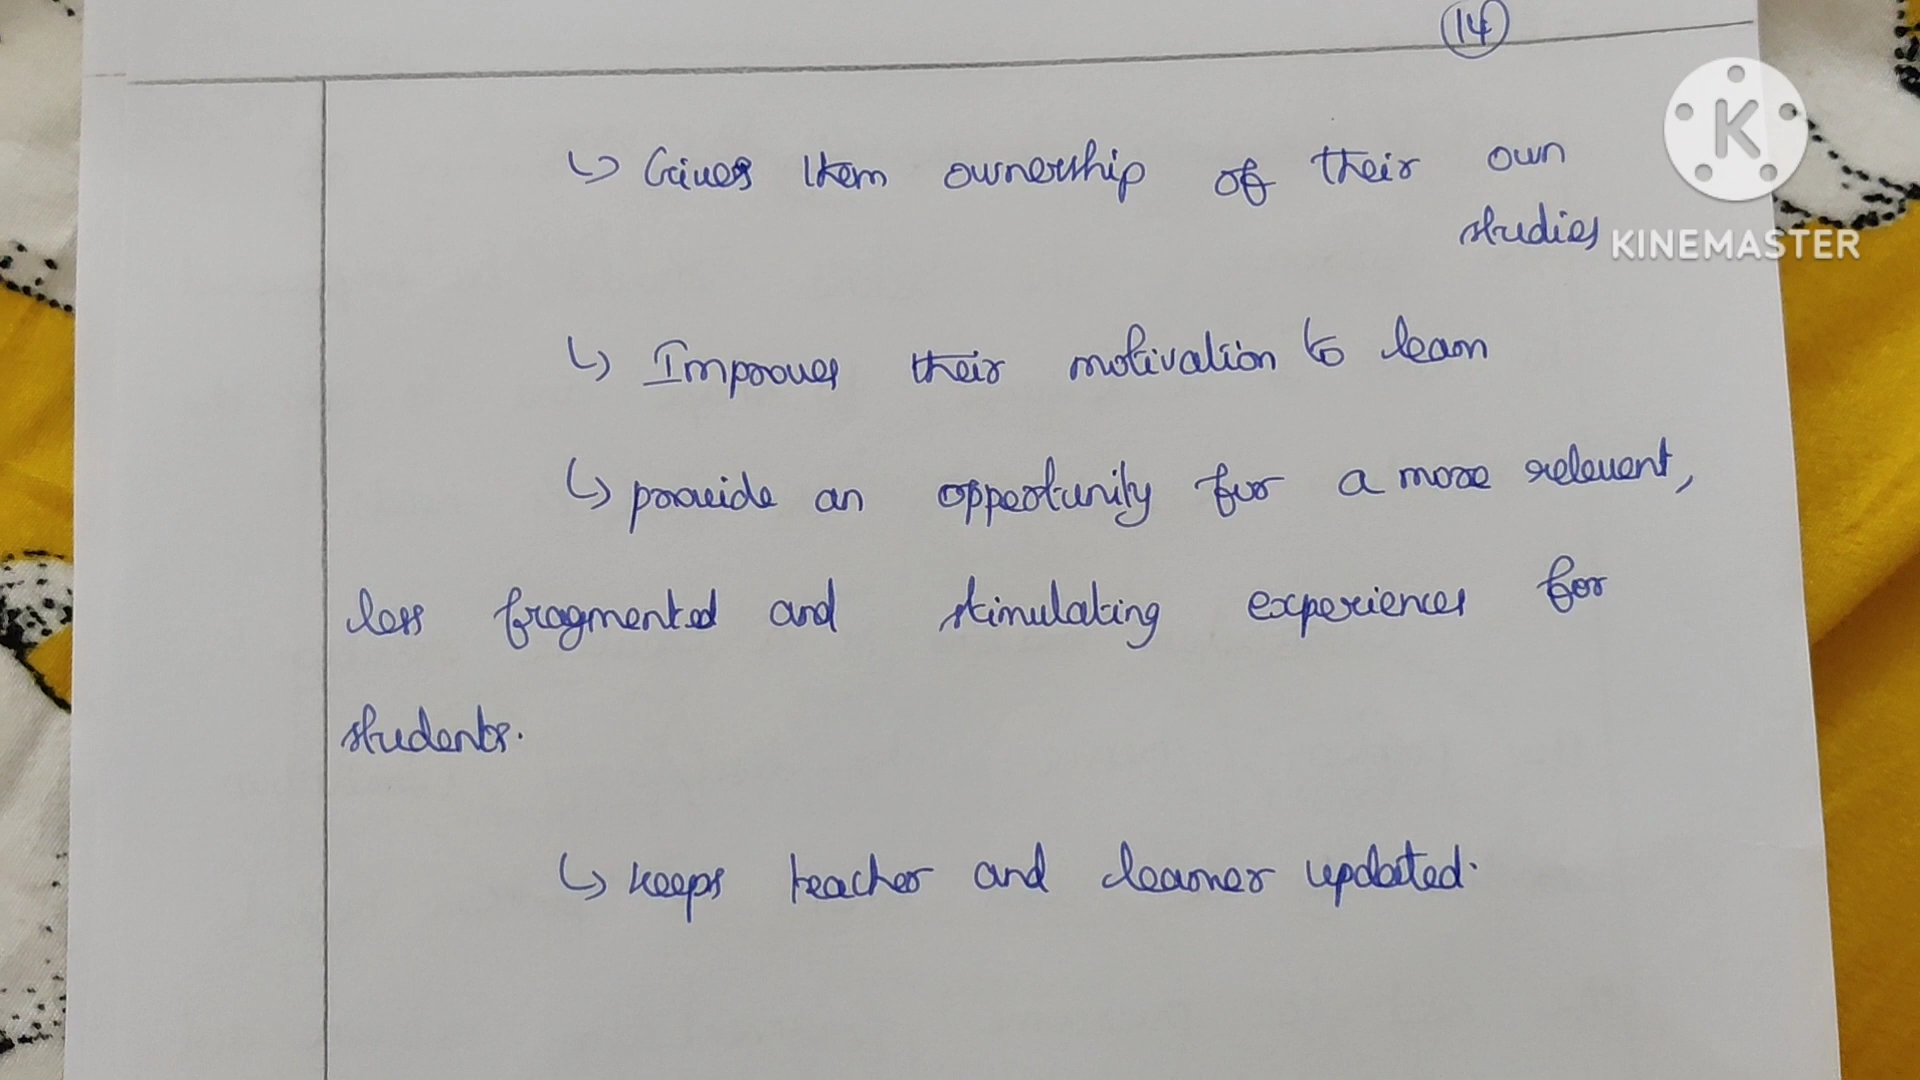 14
↳ Gives them ownership of their own
studies
↳ Improves their motivation to learn
↳ provide an oppertunity for a more relevent,
less fragmented and stimulating experiences for
students.
↳ keeps teacher and learner updated.
K
KINEMASTER